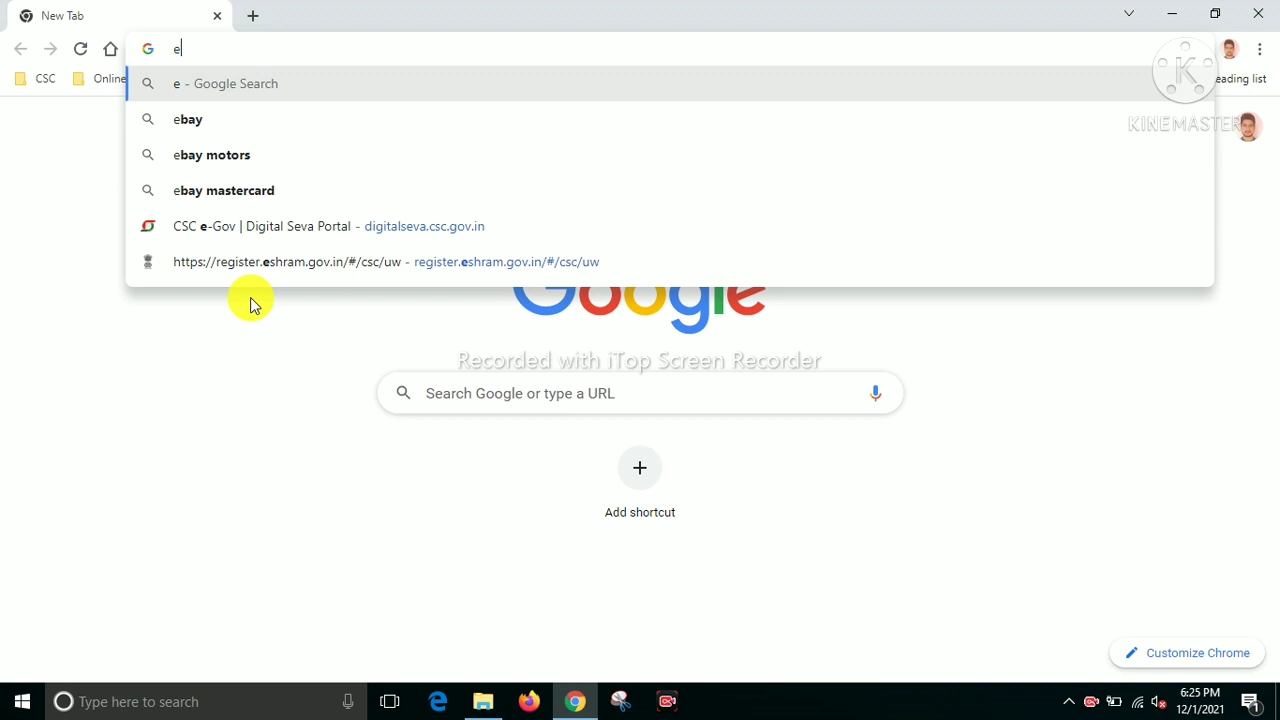 New Tab
e
CSC
Online
eading list
e - Google Search
ebay
ebay motors
ebay mastercard
CSC e-Gov | Digital Seva Portal - digitalseva.csc.gov.in
https://register.eshram.gov.in/#/csc/uw - register.eshram.gov.in/#/csc/uw
K
KINEMASTER
Google
Recorded with iTop Screen Recorder
Search Google or type a URL
Add shortcut
Customize Chrome
Type here to search
6:25 PM
12/1/2021
1